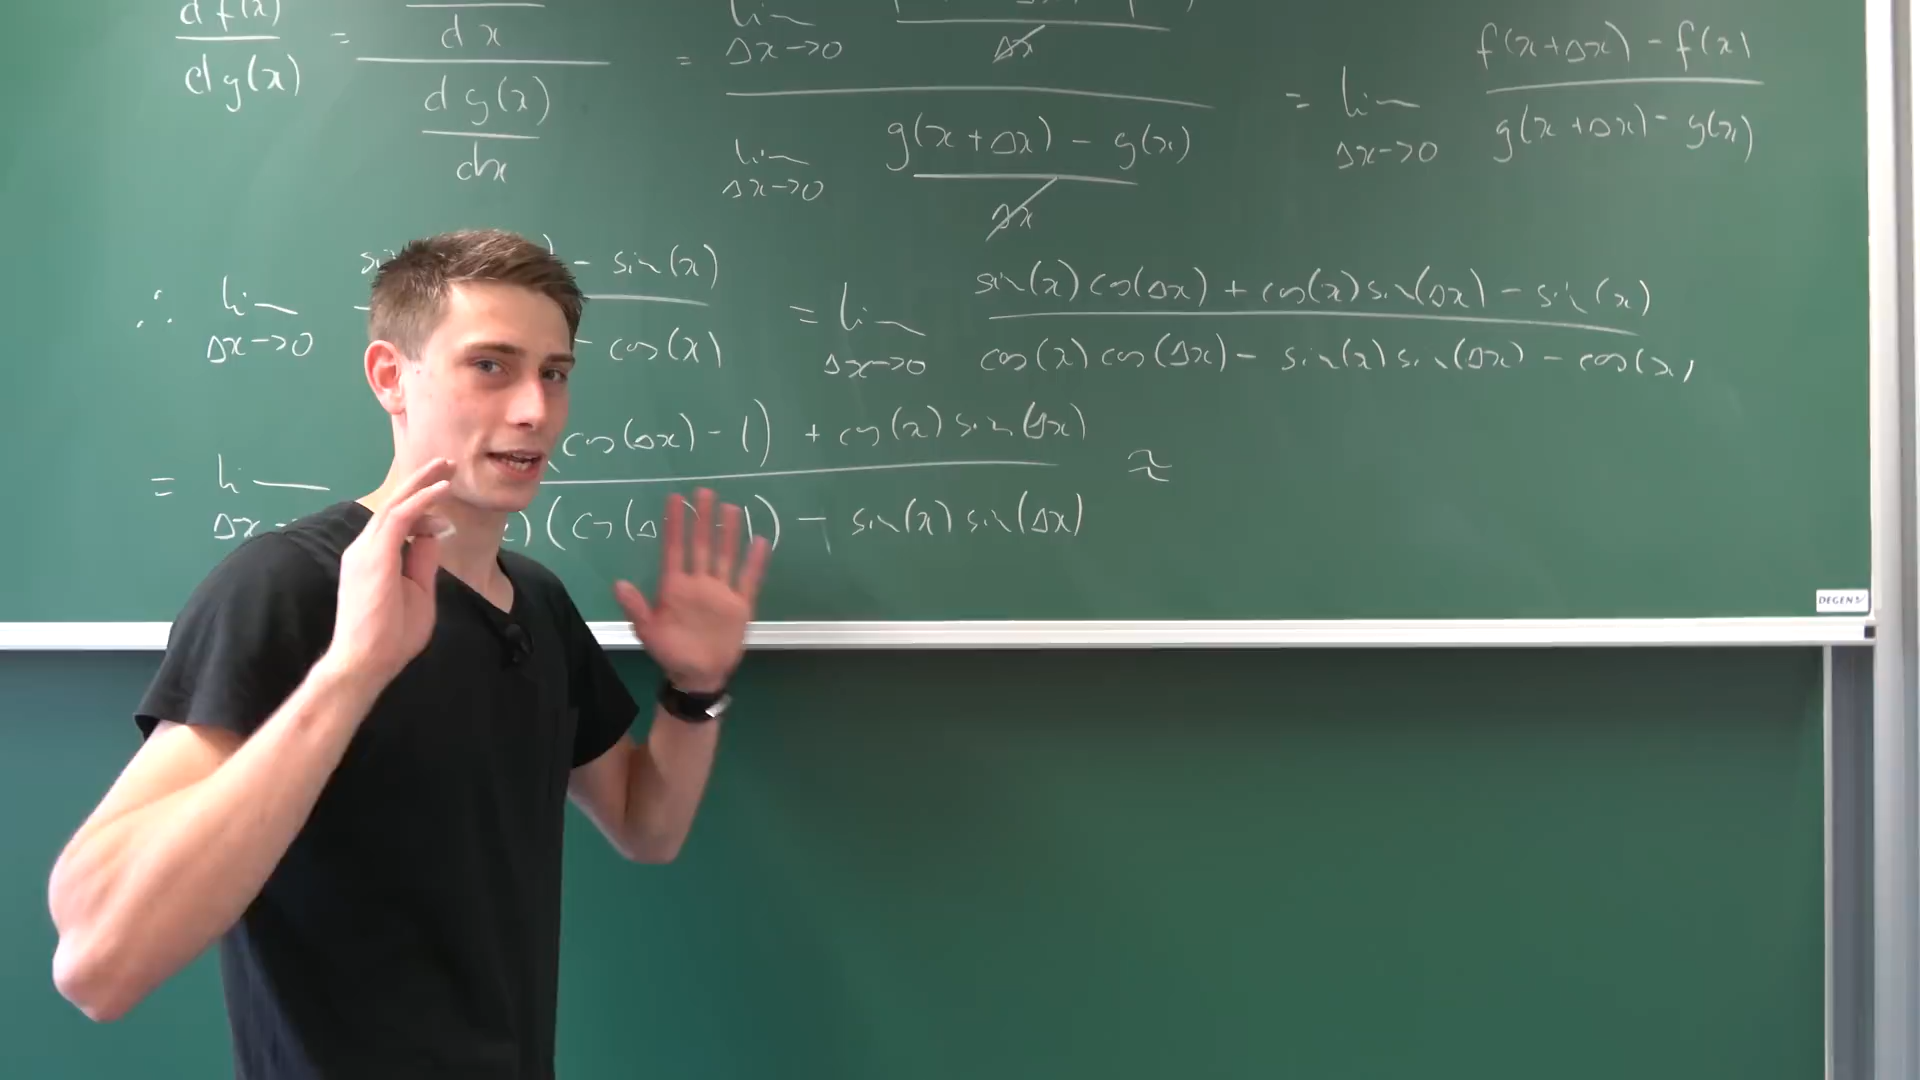 d f(x) / d g(x) = / dx / d g(x) / dx = lim Δx→0 / Δx / lim Δx→0 g(x + Δx) - g(x) / Δx = lim Δx→0 f(x+Δx) - f(x) / g(x+Δx) - g(x)
∴ lim Δx→0 - sin(x) / - cos(x) = lim Δx→0 sin(x) cos(Δx) + cos(x) sin(Δx) - sin(x) / cos(x) cos(Δx) - sin(x) sin(Δx) - cos(x)
= lim (cos(Δx) - 1) + cos(x) sin(Δx) / (cos(Δx) - 1) - sin(x) sin(Δx) ≈
DEGEN